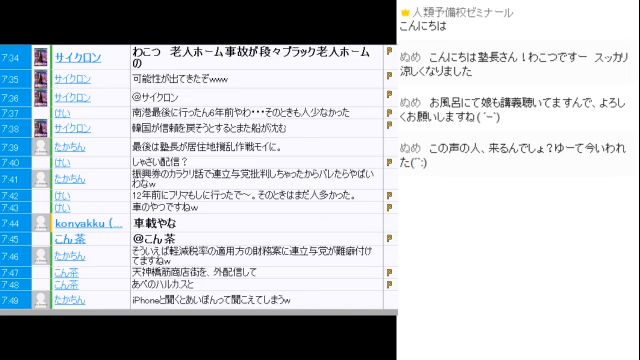 7:34 サイクロン わこつ 老人ホーム事故が段々ブラック老人ホーム
の
7:35 サイクロン 可能性が出てきたぞwww
7:36 サイクロン @サイクロン
7:37 けい 南港最後に行ったん6年前やわ・・・そのときも人少なかった
7:38 サイクロン 韓国が信頼を戻そうとするとまた船が沈む
7:39 たかちん 最後は塾長が居住地撹乱作戦モイに。
7:40 けい しゃさい配信?
7:41 たかちん 振興券のカラクリ話で連立与党批判しちゃったからバレたらやばい
わなw
7:42 けい 12年前にフリマもしに行ったで～。そのときはまだ人多かった。
7:43 けい 車のやつですねw
7:44 konyakku (... 車載やな
7:45 こん茶 @こん茶
7:46 たかちん そういえば軽減税率の適用方の財務案に連立与党が難癖付け
てますねw
7:47 こん茶 天神橋筋商店街を、外配信して
7:48 こん茶 あべのハルカスと
7:49 たかちん iPhoneと聞くとあいぽんって聞こえてしまうw
人類予備校ゼミナール
こんにちは
ぬめ こんにちは塾長さん！わこつですー スッカリ
涼しくなりました
ぬめ お風呂にて娘も講義聴いてますんで、よろし
くお願いしますね(´ｰ`)
ぬめ この声の人、来るんでしょ?ゆーて今いわれ
た(⌒:)